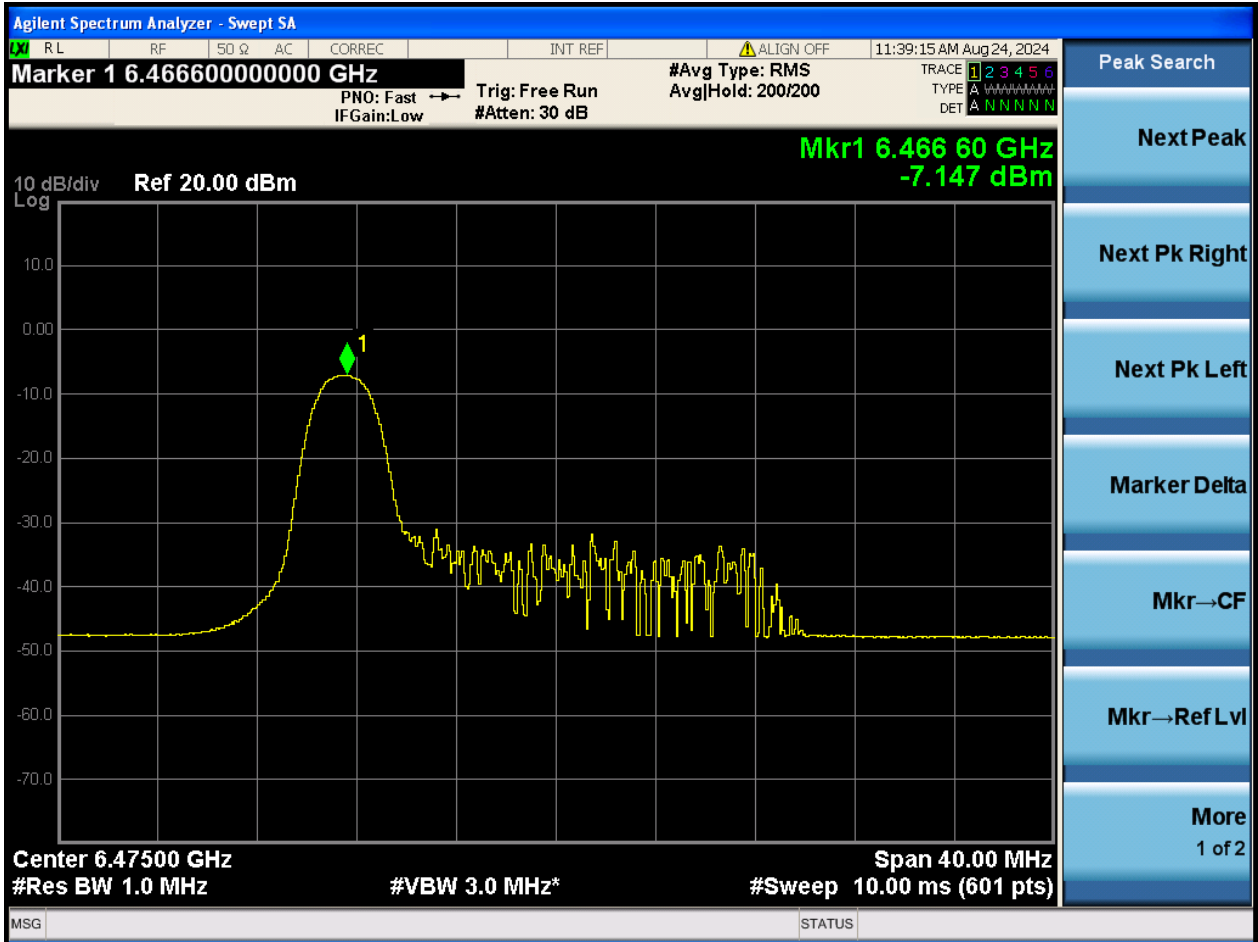 Agilent Spectrum Analyzer - Swept SA
LXI RL RF 50 Ω AC CORREC INT REF ALIGN OFF 11:39:15 AM Aug 24, 2024
Marker 1 6.466600000000 GHz
PNO: Fast
IFGain:Low
Trig: Free Run
#Atten: 30 dB
#Avg Type: RMS
Avg|Hold: 200/200
TRACE 1 2 3 4 5 6
TYPE A
DET A N N N N N
Mkr1 6.466 60 GHz
-7.147 dBm
10 dB/div Ref 20.00 dBm
Log
10.0
0.00
1
-10.0
-20.0
-30.0
-40.0
-50.0
-60.0
-70.0
Center 6.47500 GHz Span 40.00 MHz
#Res BW 1.0 MHz #VBW 3.0 MHz* #Sweep 10.00 ms (601 pts)
MSG STATUS
Peak Search
Next Peak
Next Pk Right
Next Pk Left
Marker Delta
Mkr→CF
Mkr→Ref Lvl
More
1 of 2